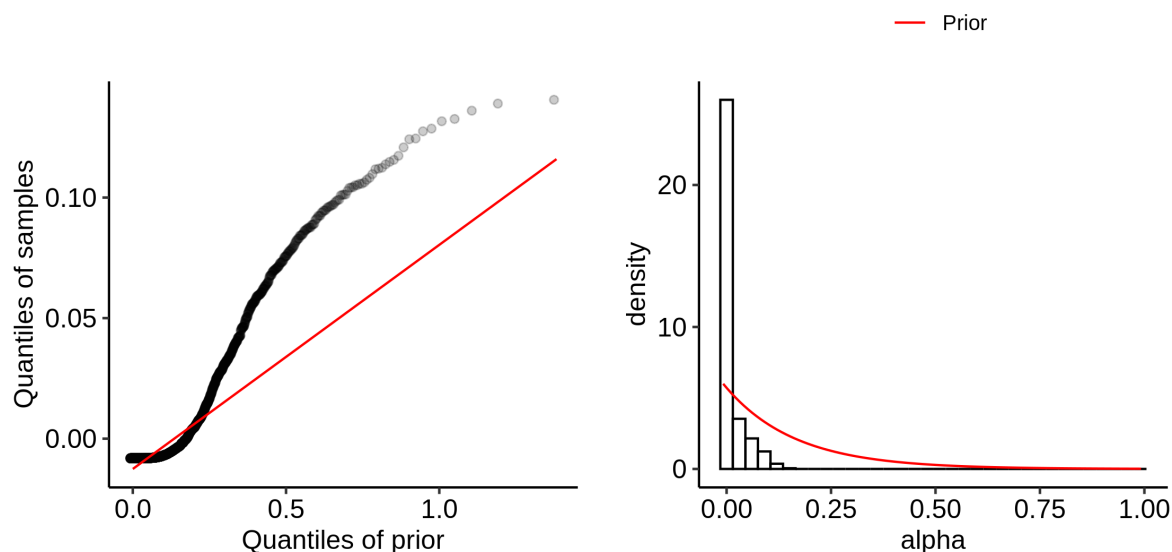 Prior
Quantiles of samples
0.10
0.05
0.00
0.0 0.5 1.0
Quantiles of prior
density
20
10
0
0.00 0.25 0.50 0.75 1.00
alpha